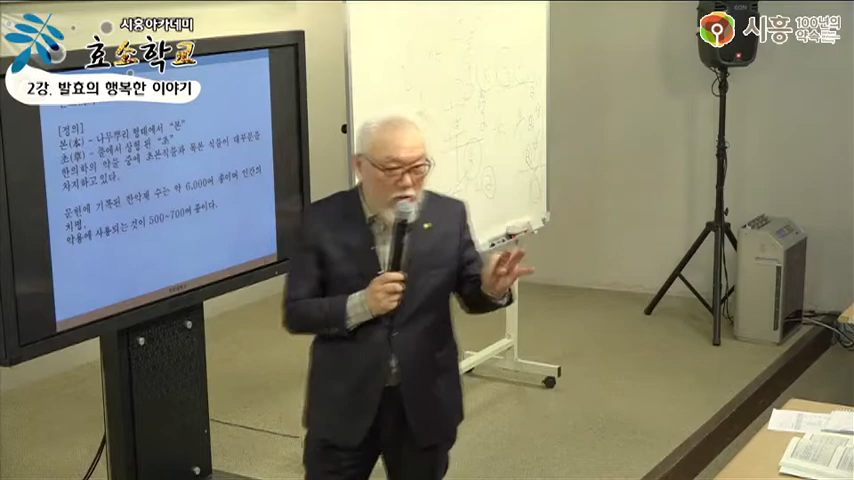 시흥아카데미
효소학교
2강. 발효의 행복한 이야기
시흥 100년의 약속
[정의]
본(本) - 나무뿌리 형태에서 "본"
초(草) - 풀에서 상형 된 "초"
한의학의 약물 중에 초본식물과 목본 식물이 대부분을
차지하고 있다.
문헌에 기록된 한약재 수는 약 6,000여 종이며 인간의
치병,
약용에 사용되는것이 500~700여 종이다.